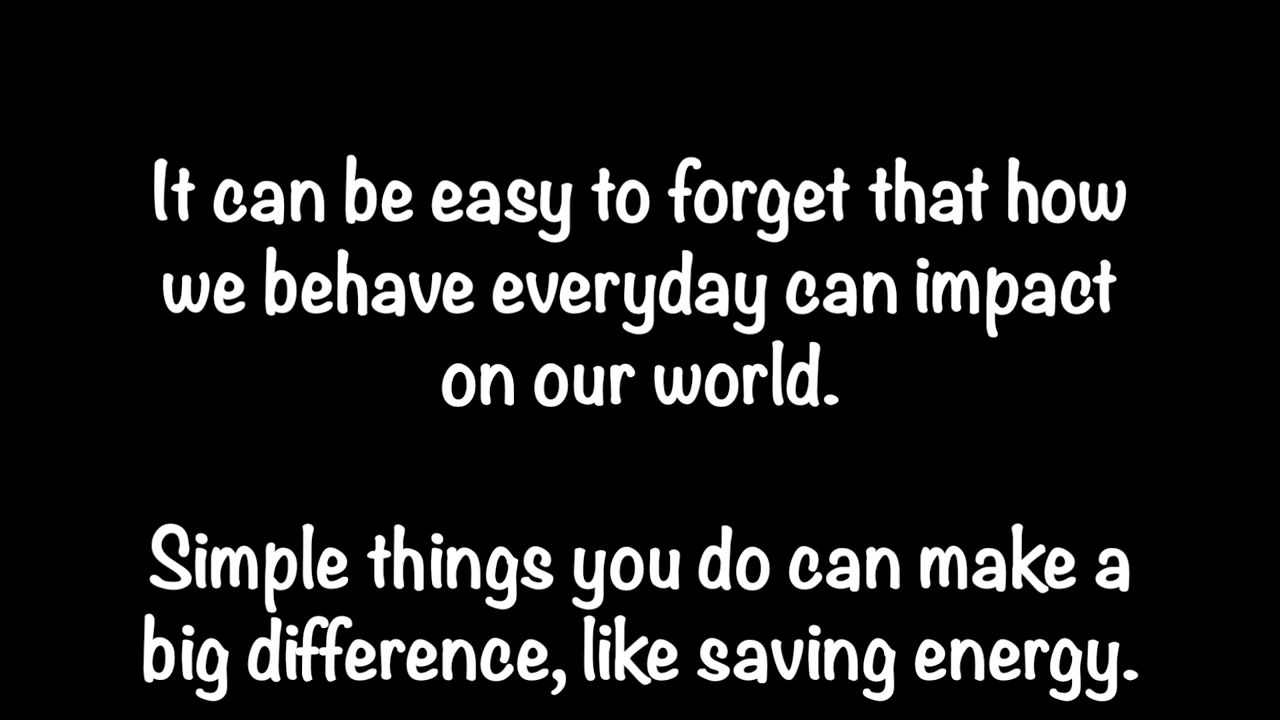 It can be easy to forget that how
we behave everyday can impact
on our world.
Simple things you do can make a
big difference, like saving energy.